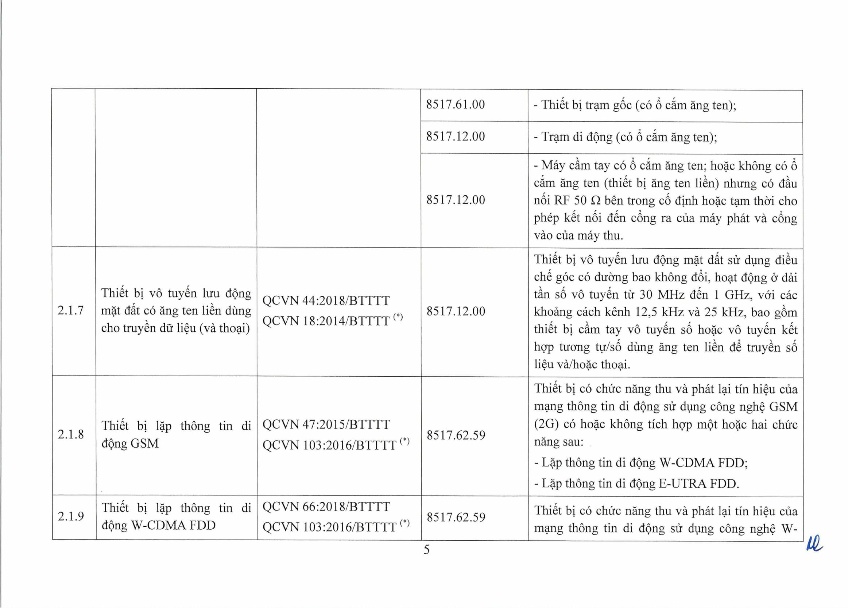 8517.61.00
- Thiết bị trạm gốc (có ổ cắm ăng ten);
8517.12.00
- Trạm di động (có ổ cắm ăng ten);
8517.12.00
- Máy cầm tay có ổ cắm ăng ten; hoặc không có ổ
cắm ăng ten (thiết bị ăng ten liền) nhưng có đầu
nối RF 50 Ω bên trong cố định hoặc tạm thời cho
phép kết nối đến cổng ra của máy phát và cổng
vào của máy thu.
2.1.7
Thiết bị vô tuyến lưu động
mặt đất có ăng ten liền dùng
cho truyền dữ liệu (và thoại)
QCVN 44:2018/BTTTT
QCVN 18:2014/BTTTT (*)
8517.12.00
Thiết bị vô tuyến lưu động mặt đất sử dụng điều
chế góc có đường bao không đổi, hoạt động ở dải
tần số vô tuyến từ 30 MHz đến 1 GHz, với các
khoảng cách kênh 12,5 kHz và 25 kHz, bao gồm
thiết bị cầm tay vô tuyến số hoặc vô tuyến kết
hợp tương tự/số dùng ăng ten liền để truyền số
liệu và/hoặc thoại.
2.1.8
Thiết bị lặp thông tin di
động GSM
QCVN 47:2015/BTTTT
QCVN 103:2016/BTTTT (*)
8517.62.59
Thiết bị có chức năng thu và phát lại tín hiệu của
mạng thông tin di động sử dụng công nghệ GSM
(2G) có hoặc không tích hợp một hoặc hai chức
năng sau:
- Lặp thông tin di động W-CDMA FDD;
- Lặp thông tin di động E-UTRA FDD.
2.1.9
Thiết bị lặp thông tin di
động W-CDMA FDD
QCVN 66:2018/BTTTT
QCVN 103:2016/BTTTT (*)
8517.62.59
Thiết bị có chức năng thu và phát lại tín hiệu của
mạng thông tin di động sử dụng công nghệ W-
5